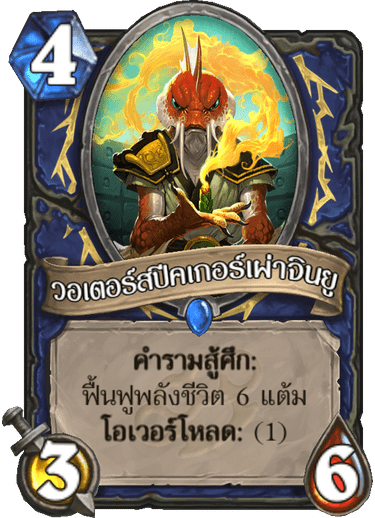 4
วอเตอร์สปีคเกอร์เผ่าจินยู
คำรามสู้ศึก:
ฟื้นฟูพลังชีวิต 6 แต้ม
โอเวอร์โหลด: (1)
3
6